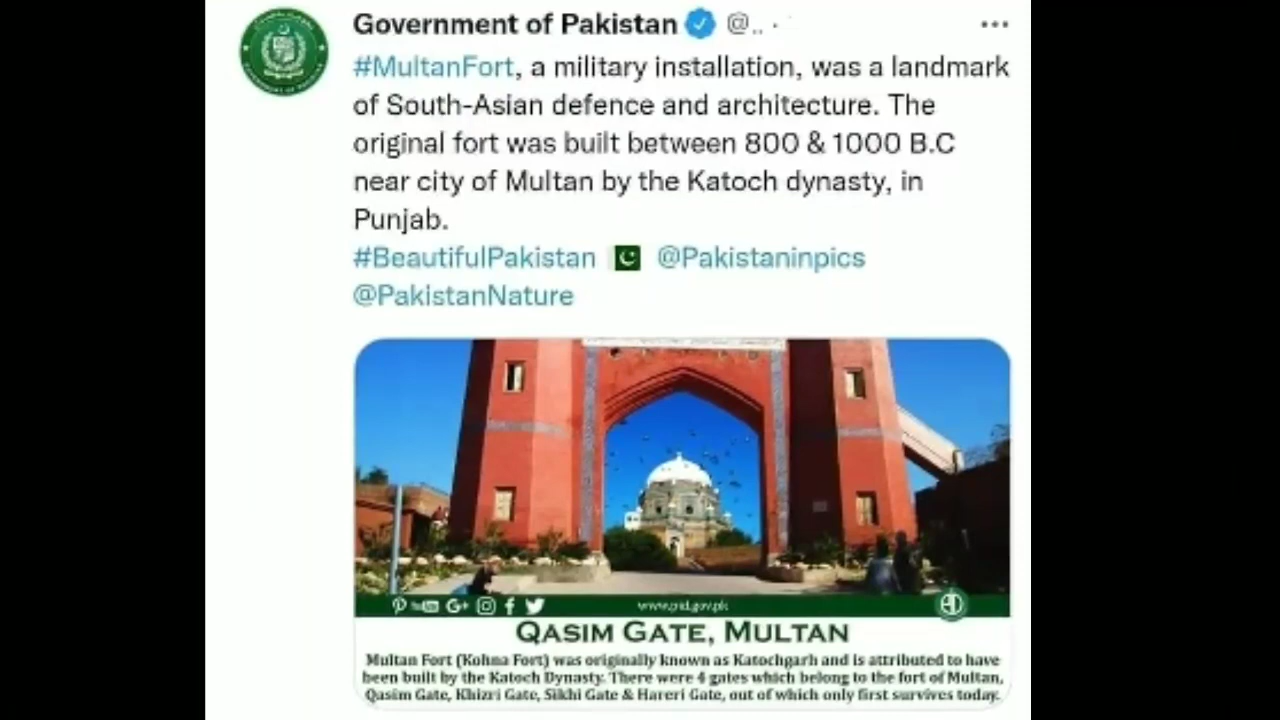 Government of Pakistan @.. ·
#MultanFort, a military installation, was a landmark
of South-Asian defence and architecture. The
original fort was built between 800 & 1000 B.C
near city of Multan by the Katoch dynasty, in
Punjab.
#BeautifulPakistan @Pakistaninpics
@PakistanNature
www.pid.gov.pk
QASIM GATE, MULTAN
Multan Fort (Kohna Fort) was originally known as Katochgarh and is attributed to have
been built by the Katoch Dynasty. There were 4 gates which belong to the fort of Multan,
Qasim Gate, Khizri Gate, Sikhi Gate & Hareri Gate, out of which only first survives today.